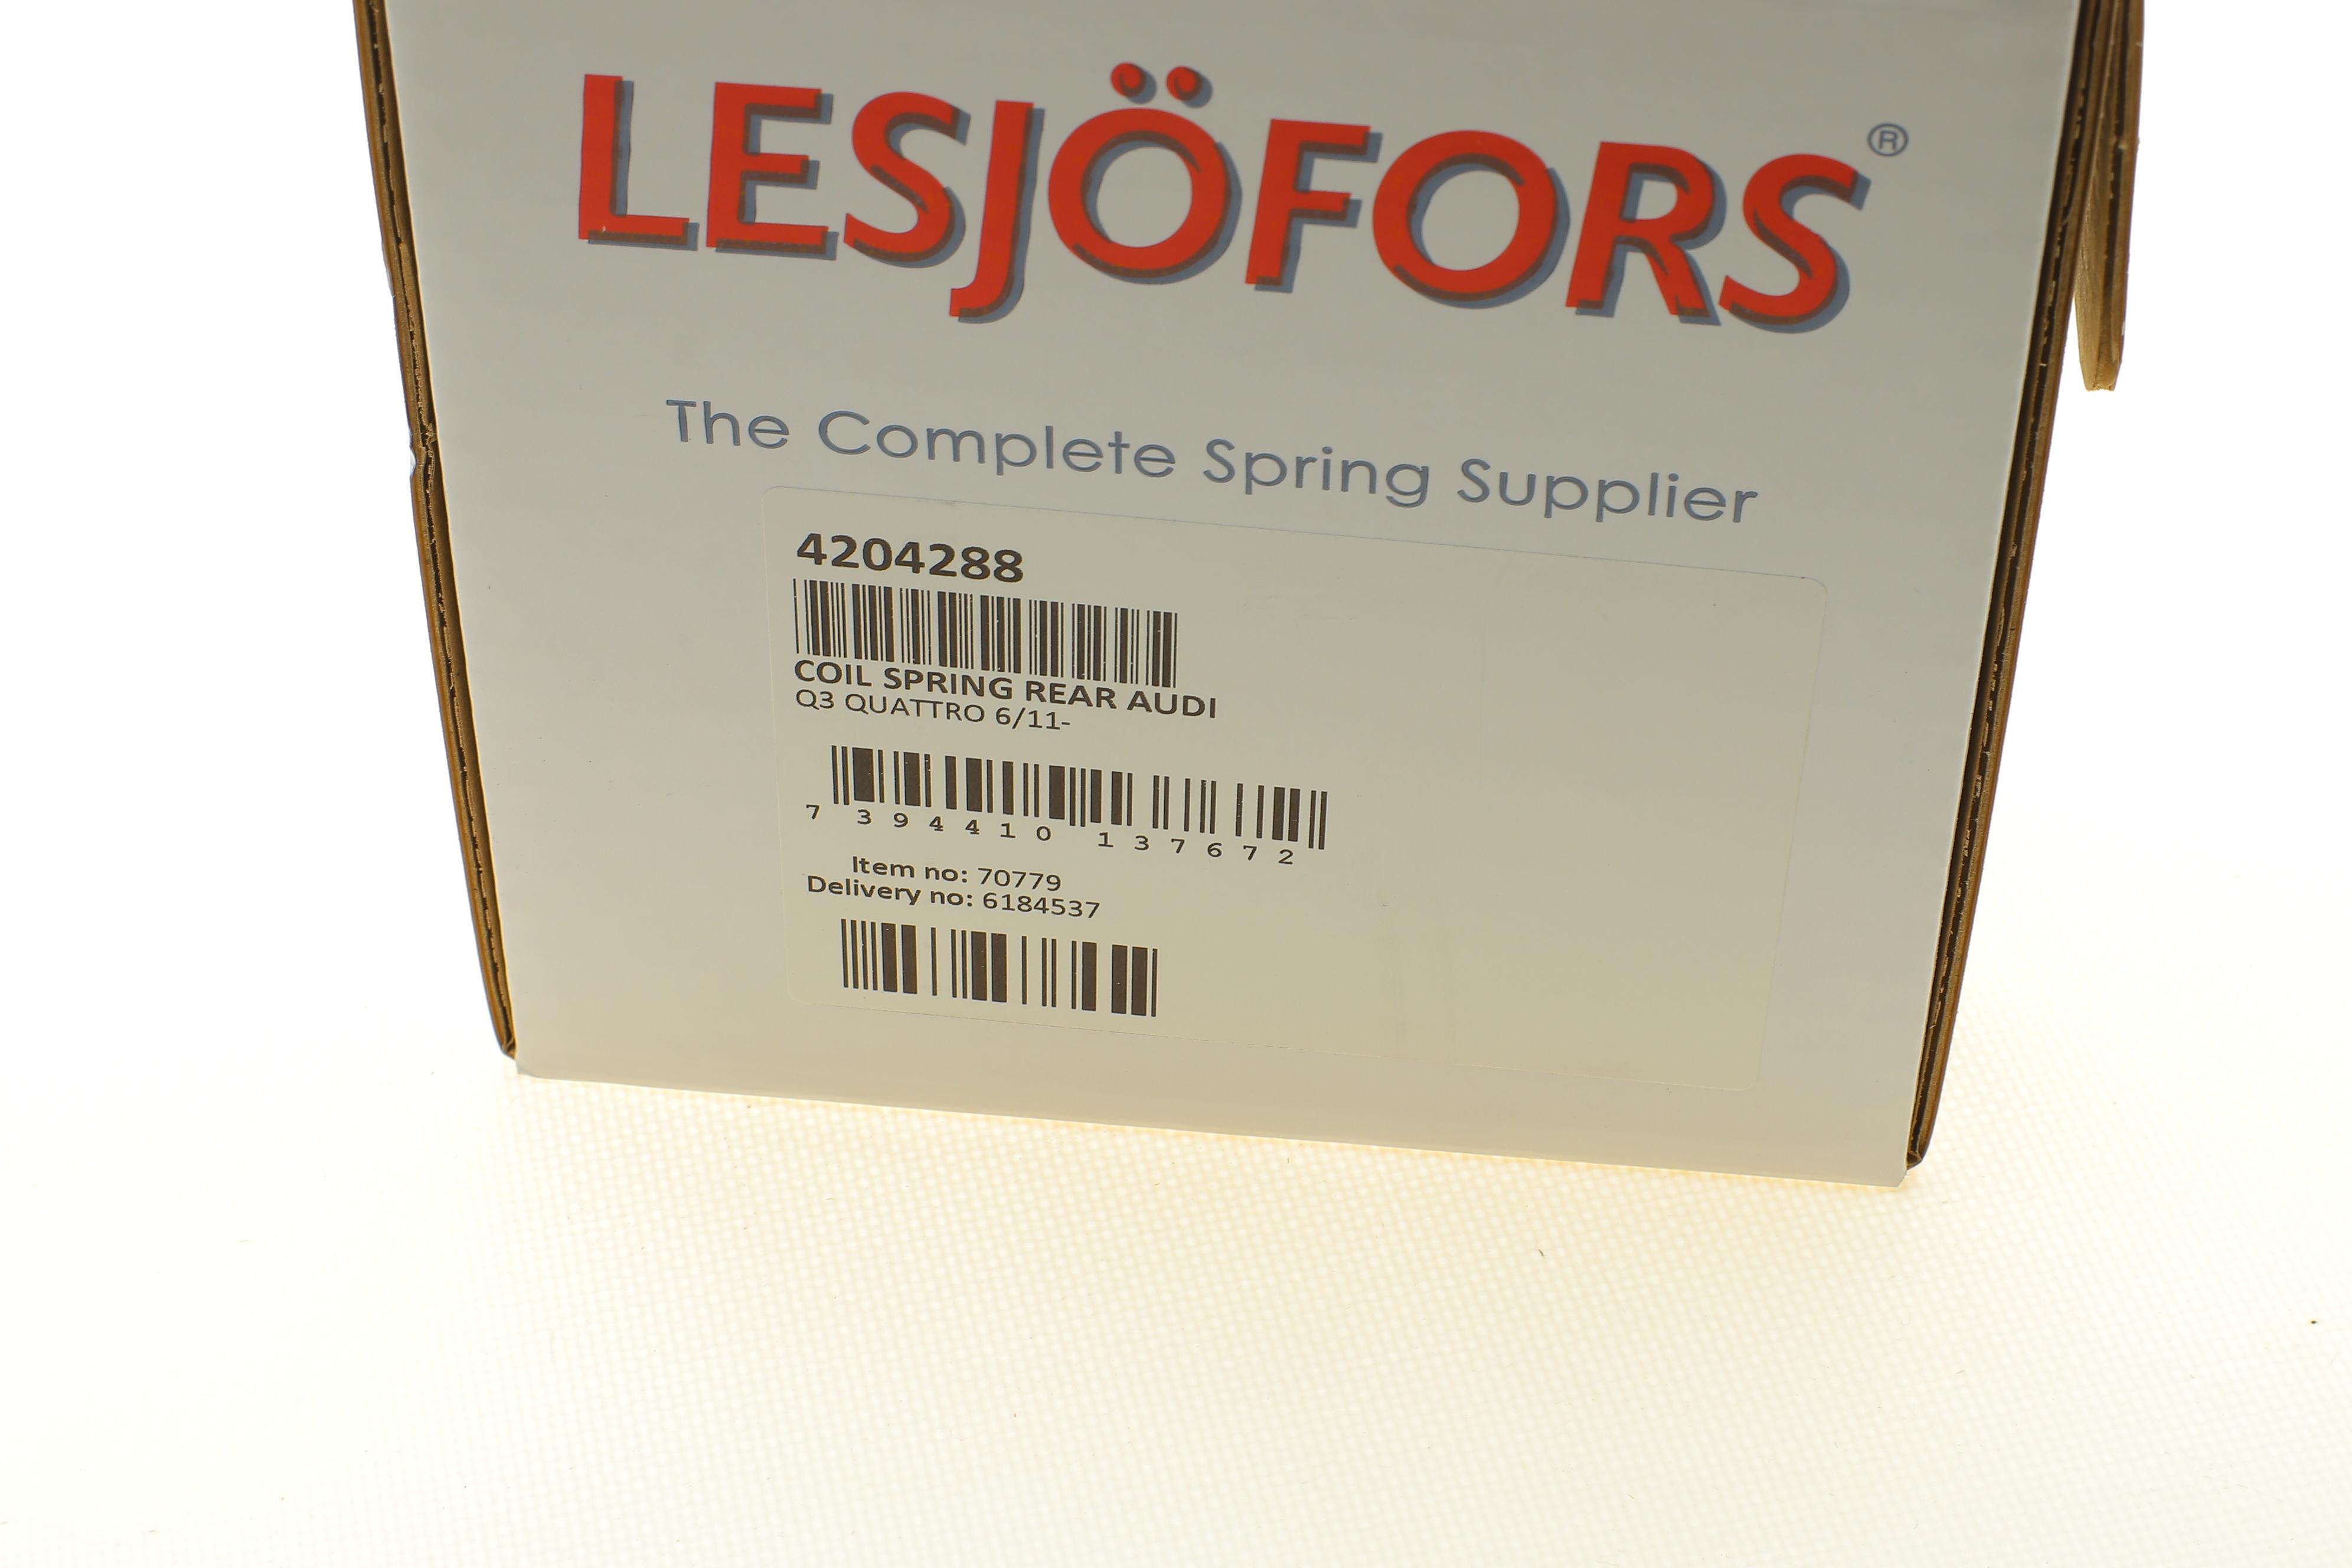 LESJÖFORS®
The Complete Spring Supplier
4204288
COIL SPRING REAR AUDI
Q3 QUATTRO 6/11-
7 394410 137672
Item no: 70779
Delivery no: 6184537